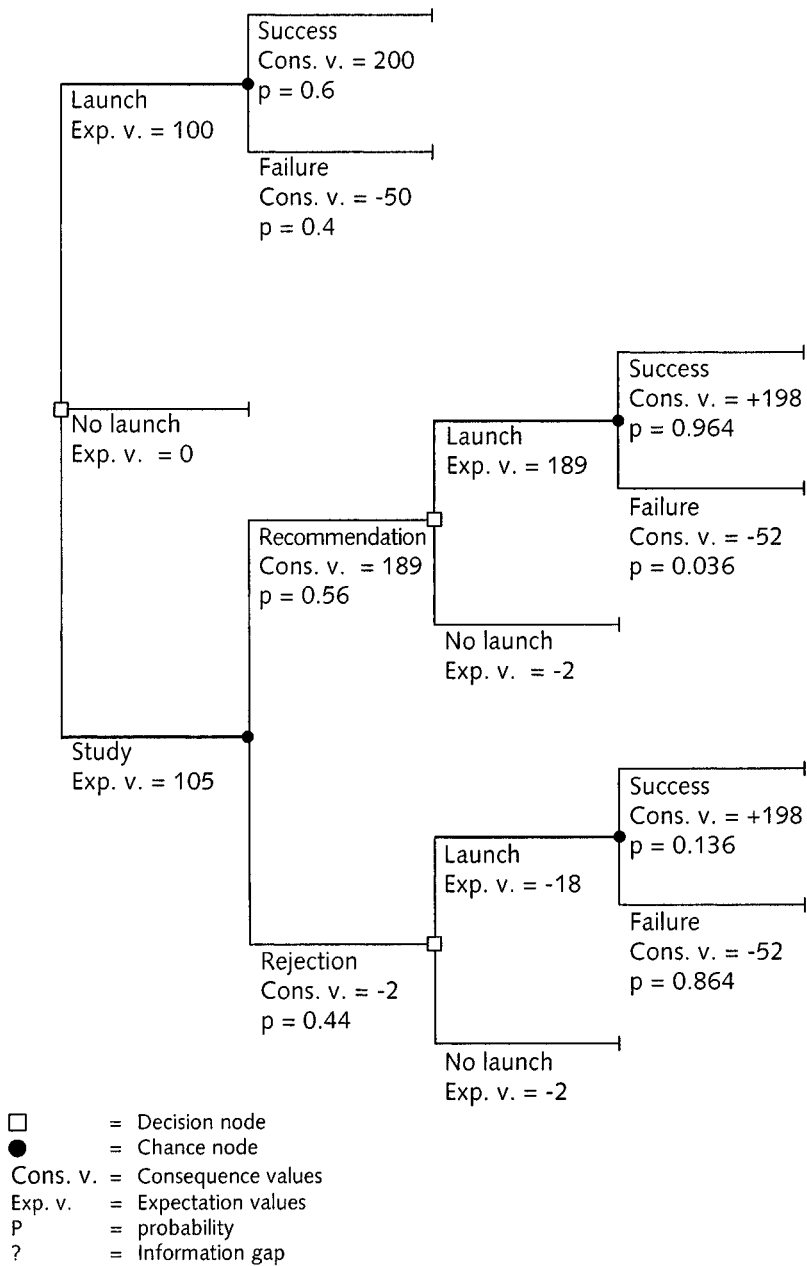 Success
Cons. v. = 200
p = 0.6
Launch
Exp. v. = 100
Failure
Cons. v. = -50
p = 0.4
No launch
Exp. v. = 0
Success
Cons. v. = +198
p = 0.964
Launch
Exp. v. = 189
Failure
Cons. v. = -52
p = 0.036
Recommendation
Cons. v. = 189
p = 0.56
No launch
Exp. v. = -2
Study
Exp. v. = 105
Success
Cons. v. = +198
p = 0.136
Launch
Exp. v. = -18
Failure
Cons. v. = -52
p = 0.864
Rejection
Cons. v. = -2
p = 0.44
No launch
Exp. v. = -2
= Decision node
= Chance node
Cons. v. = Consequence values
Exp. v. = Expectation values
P = probability
? = Information gap